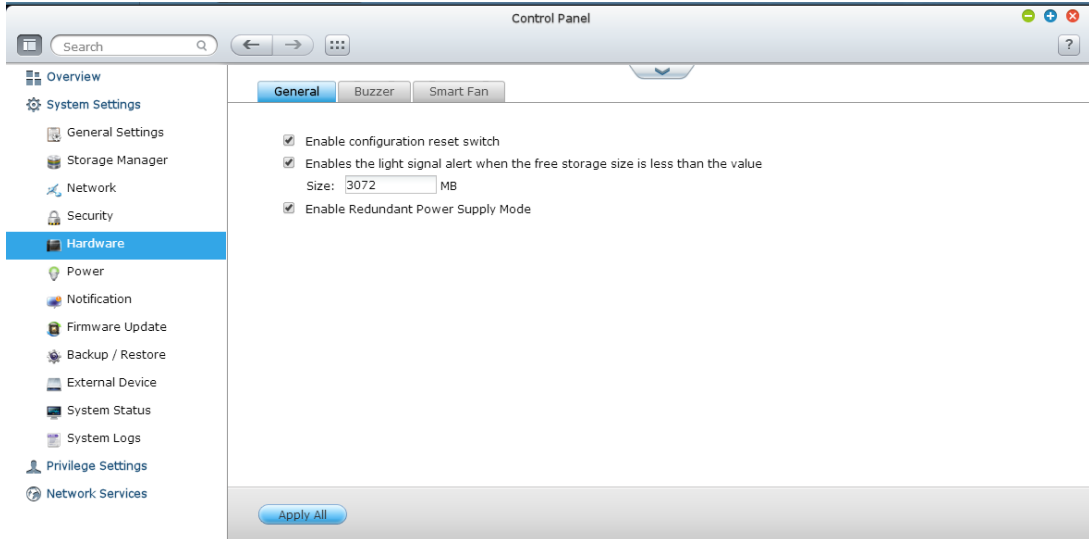 Control Panel
Search
?
Overview
System Settings
General Settings
Storage Manager
Network
Security
Hardware
Power
Notification
Firmware Update
Backup / Restore
External Device
System Status
System Logs
Privilege Settings
Network Services
General Buzzer Smart Fan
Enable configuration reset switch
Enables the light signal alert when the free storage size is less than the value
Size: 3072 MB
Enable Redundant Power Supply Mode
Apply All